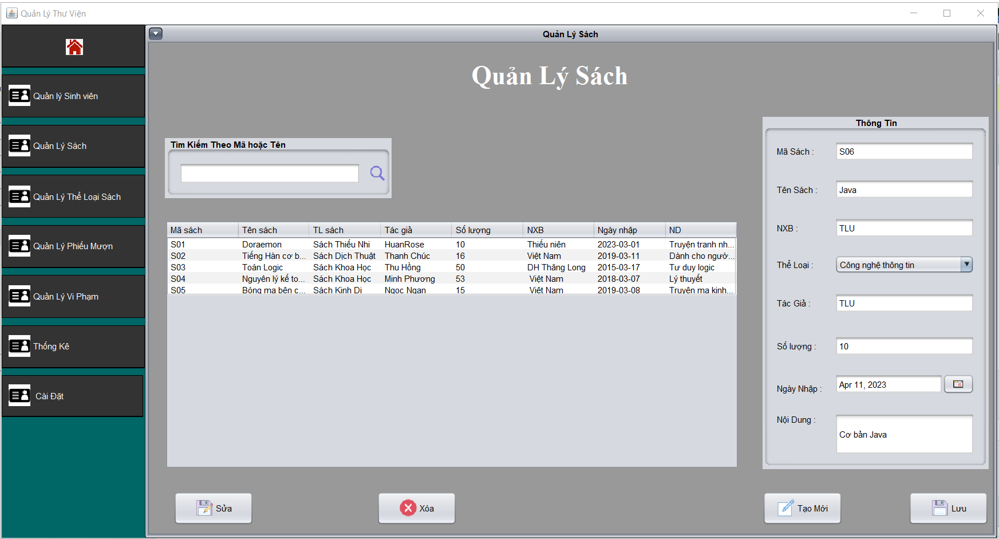 Quản Lý Thư Viện
Quản lý Sinh viên
Quản Lý Sách
Quản Lý Thể Loại Sách
Quản Lý Phiếu Mượn
Quản Lý Vi Phạm
Thống Kê
Cài Đặt
Quản Lý Sách
Quản Lý Sách
Tìm Kiếm Theo Mã hoặc Tên
Mã sách Tên sách TL sách Tác giả Số lượng NXB Ngày nhập ND
S01 Doraemon Sách Thiếu Nhi HuanRose 10 Thiếu niên 2023-03-01 Truyện tranh nh...
S02 Tiếng Hàn cơ b... Sách Dịch Thuật Thanh Chúc 16 Việt Nam 2019-03-11 Dành cho ngườ...
S03 Toán Logic Sách Khoa Học Thu Hồng 50 DH Thăng Long 2015-03-17 Tư duy logic
S04 Nguyên lý kế to... Sách Khoa Học Minh Phương 53 Việt Nam 2018-03-07 Lý thuyết
S05 Bóng ma bên c... Sách Kinh Dị Ngọc Ngạn 15 Việt Nam 2019-03-08 Truyện ma kinh...
Thông Tin
Mã Sách : S06
Tên Sách : Java
NXB : TLU
Thể Loại : Công nghệ thông tin
Tác Giả : TLU
Số lượng : 10
Ngày Nhập : Apr 11, 2023
Nội Dung : Cơ bản Java
Sửa
Xóa
Tạo Mới
Lưu